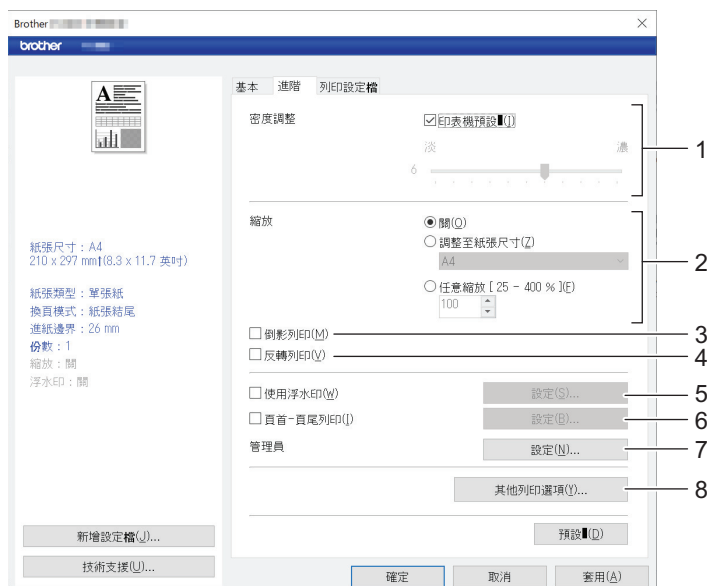 Brother
brother
A
基本 進階 列印設定檔
密度調整
印表機預設(I)
淡 濃
6
1
縮放
關(O)
調整至紙張尺寸(Z)
A4
任意縮放 [ 25 - 400 % ](F)
100
2
倒影列印(M)
3
反轉列印(V)
4
使用浮水印(W) 設定(S)...
5
頁首-頁尾列印(I) 設定(B)...
6
管理員 設定(N)...
7
其他列印選項(Y)...
8
預設(D)
紙張尺寸：A4
210 x 297 mm (8.3 x 11.7 英吋)
紙張類型：單張紙
換頁模式：紙張結尾
進紙邊界：26 mm
份數：1
縮放：關
浮水印：關
新增設定檔(J)...
技術支援(U)...
確定 取消 套用(A)